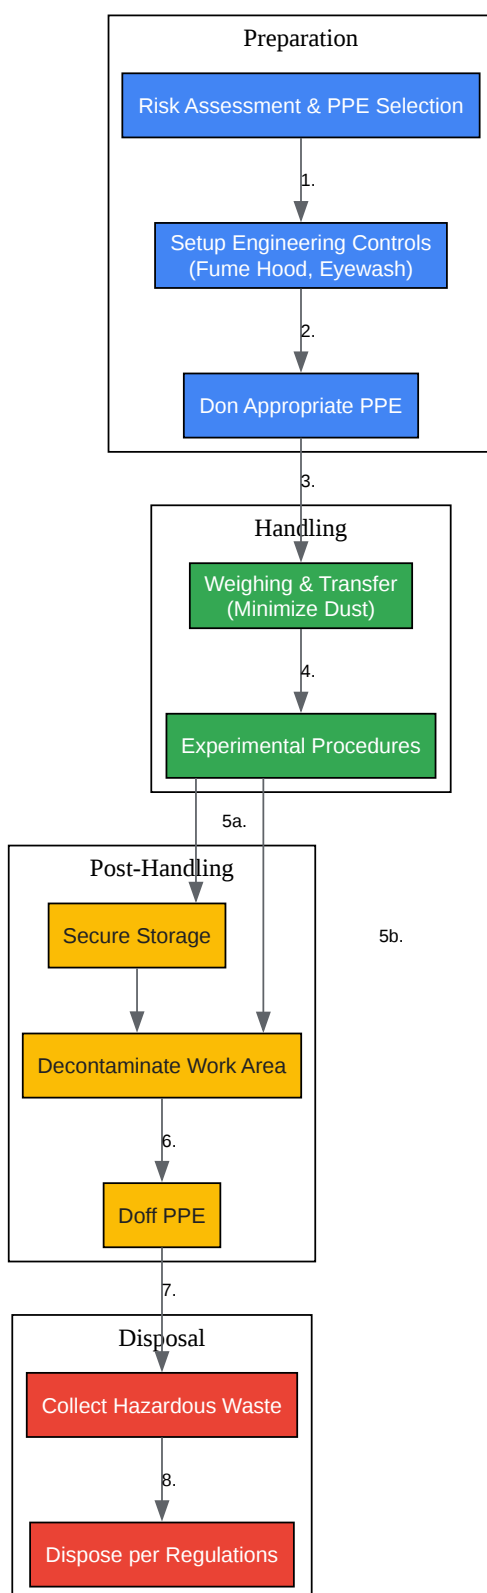 Preparation
Risk Assessment & PPE Selection
1.
Setup Engineering Controls
(Fume Hood, Eyewash)
2.
Don Appropriate PPE
3.
Handling
Weighing & Transfer
(Minimize Dust)
4.
Experimental Procedures
5a.
Post-Handling
Secure Storage
5b.
Decontaminate Work Area
6.
Doff PPE
7.
Disposal
Collect Hazardous Waste
8.
Dispose per Regulations